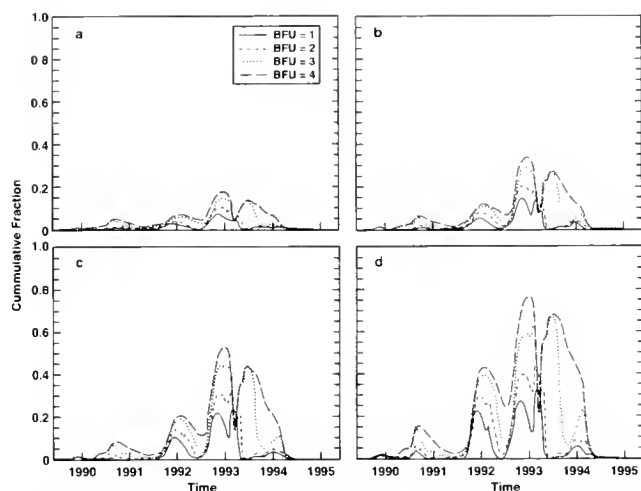 1.0
0.8
0.6
0.4
0.2
0
a
BFU = 1
BFU = 2
BFU = 3
BFU = 4
b
Cummulative Fraction
1.0
0.8
0.6
0.4
0.2
0
c
d
1990 1991 1992 1993 1994 1995
1990 1991 1992 1993 1994 1995
Time
Time